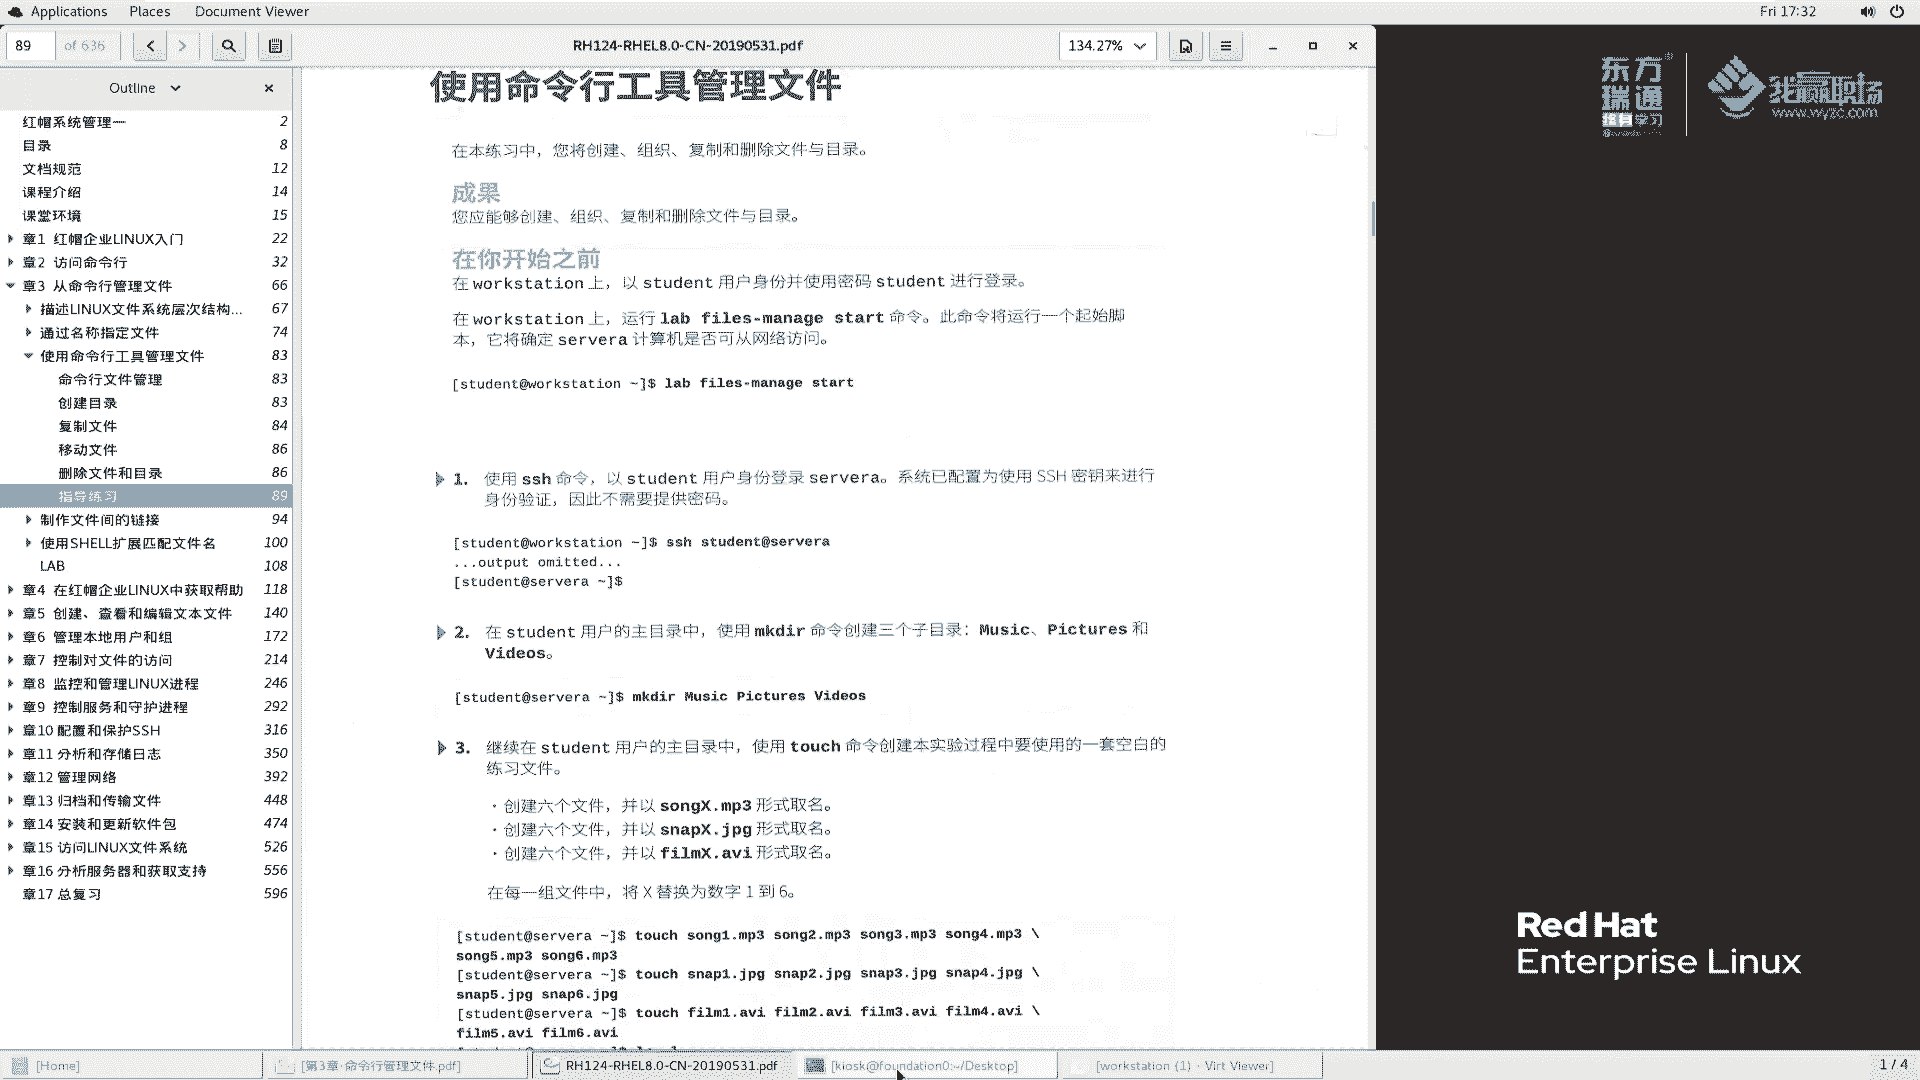 Applications Places Document Viewer Fri 17:32
89 of 636 RH124-RHEL8.0-CN-20190531.pdf 134.27%
Outline
红帽系统管理一 2
目录 8
文档规范 12
课程介绍 14
课堂环境 15
章1 红帽企业LINUX入门 22
章2 访问命令行 32
章3 从命令行管理文件 66
描述LINUX文件系统层次结构... 67
通过名称指定文件 74
使用命令行工具管理文件 83
命令行文件管理 83
创建目录 83
复制文件 84
移动文件 86
删除文件和目录 86
指导练习 89
制作文件间的链接 94
使用SHELL扩展匹配文件名 100
LAB 108
章4 在红帽企业LINUX中获取帮助 118
章5 创建、查看和编辑文本文件 140
章6 管理本地用户和组 172
章7 控制对文件的访问 214
章8 监控和管理LINUX进程 246
章9 控制服务和守护进程 292
章10 配置和保护SSH 316
章11 分析和存储日志 350
章12 管理网络 392
章13 归档和传输文件 448
章14 安装和更新软件包 474
章15 访问LINUX文件系统 526
章16 分析服务器和获取支持 556
章17 总复习 596
使用命令行工具管理文件
在本练习中，您将创建、组织、复制和删除文件与目录。
成果
您应能够创建、组织、复制和删除文件与目录。
在你开始之前
在 workstation 上，以 student 用户身份并使用密码 student 进行登录。
在 workstation 上，运行 lab files-manage start 命令。此命令将运行一个起始脚
本，它将确定 servera 计算机是否可从网络访问。
[student@workstation ~]$ lab files-manage start
1. 使用 ssh 命令，以 student 用户身份登录 servera。系统已配置为使用 SSH 密钥来进行
身份验证，因此不需要提供密码。
[student@workstation ~]$ ssh student@servera
...output omitted...
[student@servera ~]$
2. 在 student 用户的主目录中，使用 mkdir 命令创建三个子目录：Music、Pictures 和
Videos。
[student@servera ~]$ mkdir Music Pictures Videos
3. 继续在 student 用户的主目录中，使用 touch 命令创建本实验过程中要使用的一套空白的
练习文件。
· 创建六个文件，并以 songX.mp3 形式取名。
· 创建六个文件，并以 snapX.jpg 形式取名。
· 创建六个文件，并以 filmX.avi 形式取名。
在每一组文件中，将 X 替换为数字 1 到 6。
[student@servera ~]$ touch song1.mp3 song2.mp3 song3.mp3 song4.mp3 \
song5.mp3 song6.mp3
[student@servera ~]$ touch snap1.jpg snap2.jpg snap3.jpg snap4.jpg \
snap5.jpg snap6.jpg
[student@servera ~]$ touch film1.avi film2.avi film3.avi film4.avi \
film5.avi film6.avi
东方
瑞通
终身学习
我赢职场
www.wyzc.com
Red Hat
Enterprise Linux
[Home] [第3章·命令行管理文件.pdf] RH124-RHEL8.0-CN-20190531.pdf [kiosk@foundation0:~/Desktop] [workstation (1) - Virt Viewer] 1 / 4